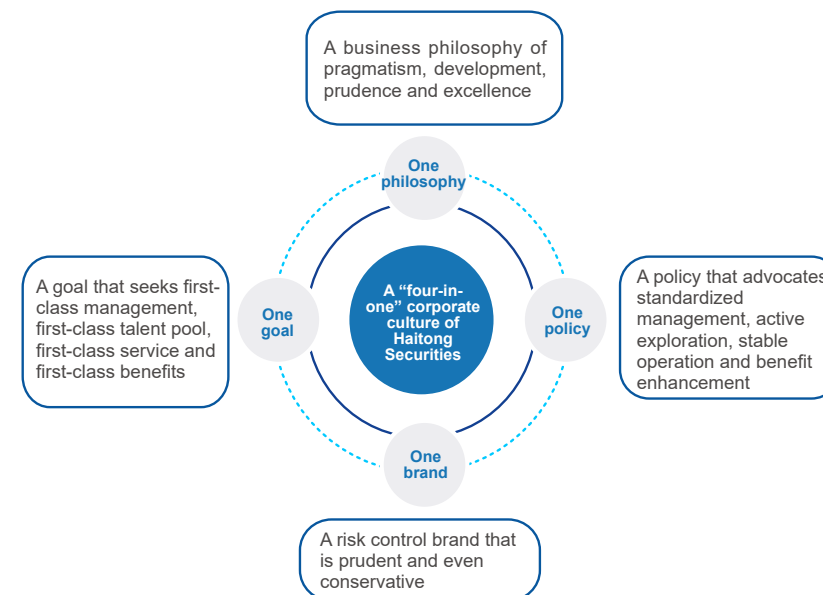 A business philosophy of
pragmatism, development,
prudence and excellence
One
philosophy
A goal that seeks first-
class management,
first-class talent pool,
first-class service and
first-class benefits
One
goal
A “four-in-
one” corporate
culture of
Haitong
Securities
One
policy
A policy that advocates
standardized
management, active
exploration, stable
operation and benefit
enhancement
One
brand
A risk control brand that
is prudent and even
conservative